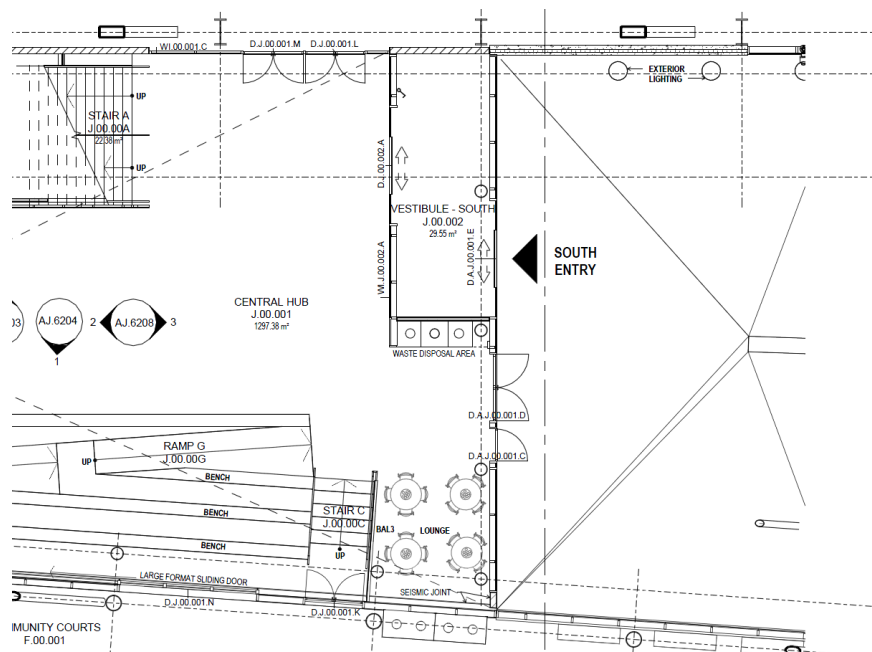 WI.00.001.C
D.J.00.001.M
D.J.00.001.L
EXTERIOR
LIGHTING
UP
STAIR A
J.00.00A
22.38 m²
UP
D.J.00.002.A
VESTIBULE - SOUTH
J.00.002
29.55 m²
D.A.J.00.001.E
SOUTH
ENTRY
WI.J.00.002.A
CENTRAL HUB
J.00.001
1297.38 m²
03
AJ.6204
1
2
AJ.6208
3
WASTE DISPOSAL AREA
D.A.J.00.001.D
D.A.J.00.001.C
RAMP G
J.00.00G
UP
BENCH
BENCH
BENCH
STAIR C
J.00.00C
UP
BAL3
LOUNGE
LARGE FORMAT SLIDING DOOR
SEISMIC JOINT
D.J.00.001.N
D.J.00.001.K
MUNITY COURTS
F.00.001